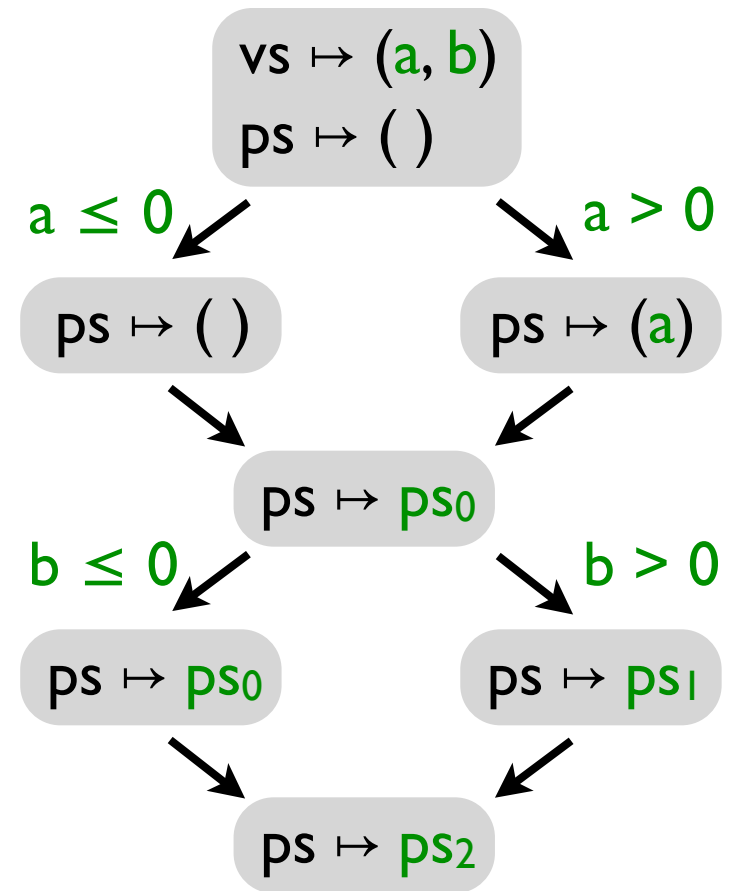 vs ↦ (a, b)
ps ↦ ( )
a ≤ 0
a > 0
ps ↦ ( )
ps ↦ (a)
ps ↦ ps₀
b ≤ 0
b > 0
ps ↦ ps₀
ps ↦ ps₁
ps ↦ ps₂